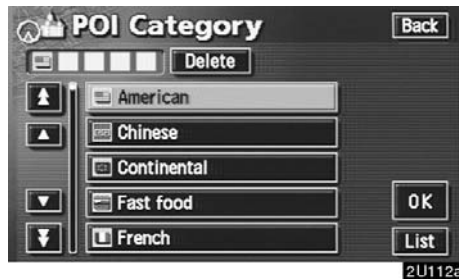 POI Category
Back
Delete
American
Chinese
Continental
Fast food
OK
French
List
2U112a